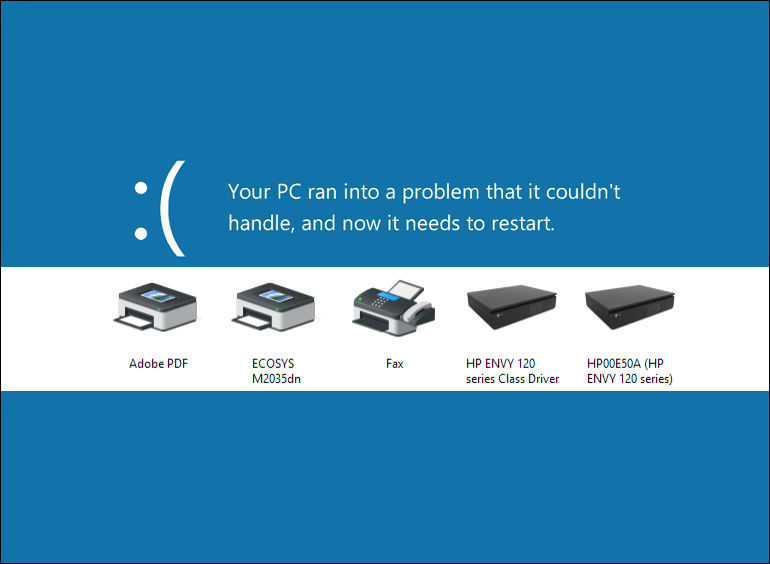 :(
Your PC ran into a problem that it couldn't
handle, and now it needs to restart.
Adobe PDF
ECOSYS
M2035dn
Fax
HP ENVY 120
series Class Driver
HP00E50A (HP
ENVY 120 series)